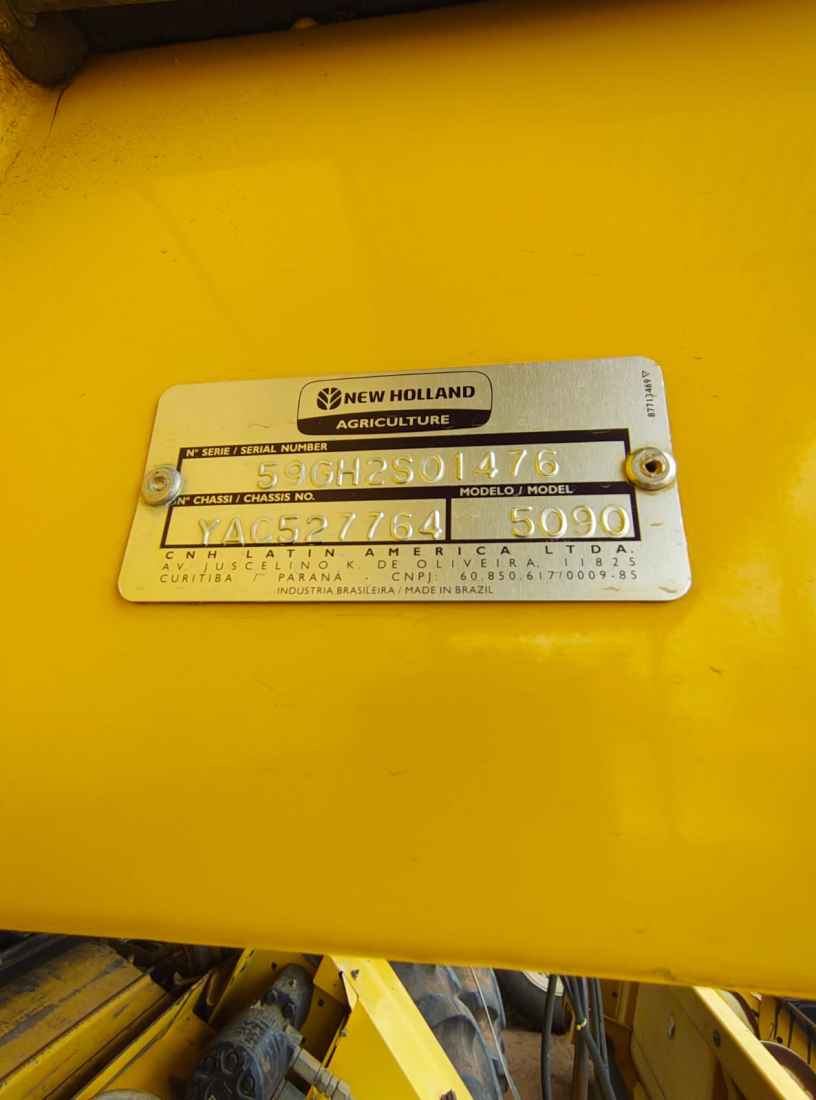 NEW HOLLAND
AGRICULTURE
87713469
Nº SERIE / SERIAL NUMBER
59GH2S01476
Nº CHASSI / CHASSIS NO.
MODELO / MODEL
YAC527764
5090
CNH LATIN AMERICA LTDA.
AV. JUSCELINO K. DE OLIVEIRA, 11825
CURITIBA / PARANÁ - CNPJ: 60.850.617/0009-85
INDUSTRIA BRASILEIRA / MADE IN BRAZIL